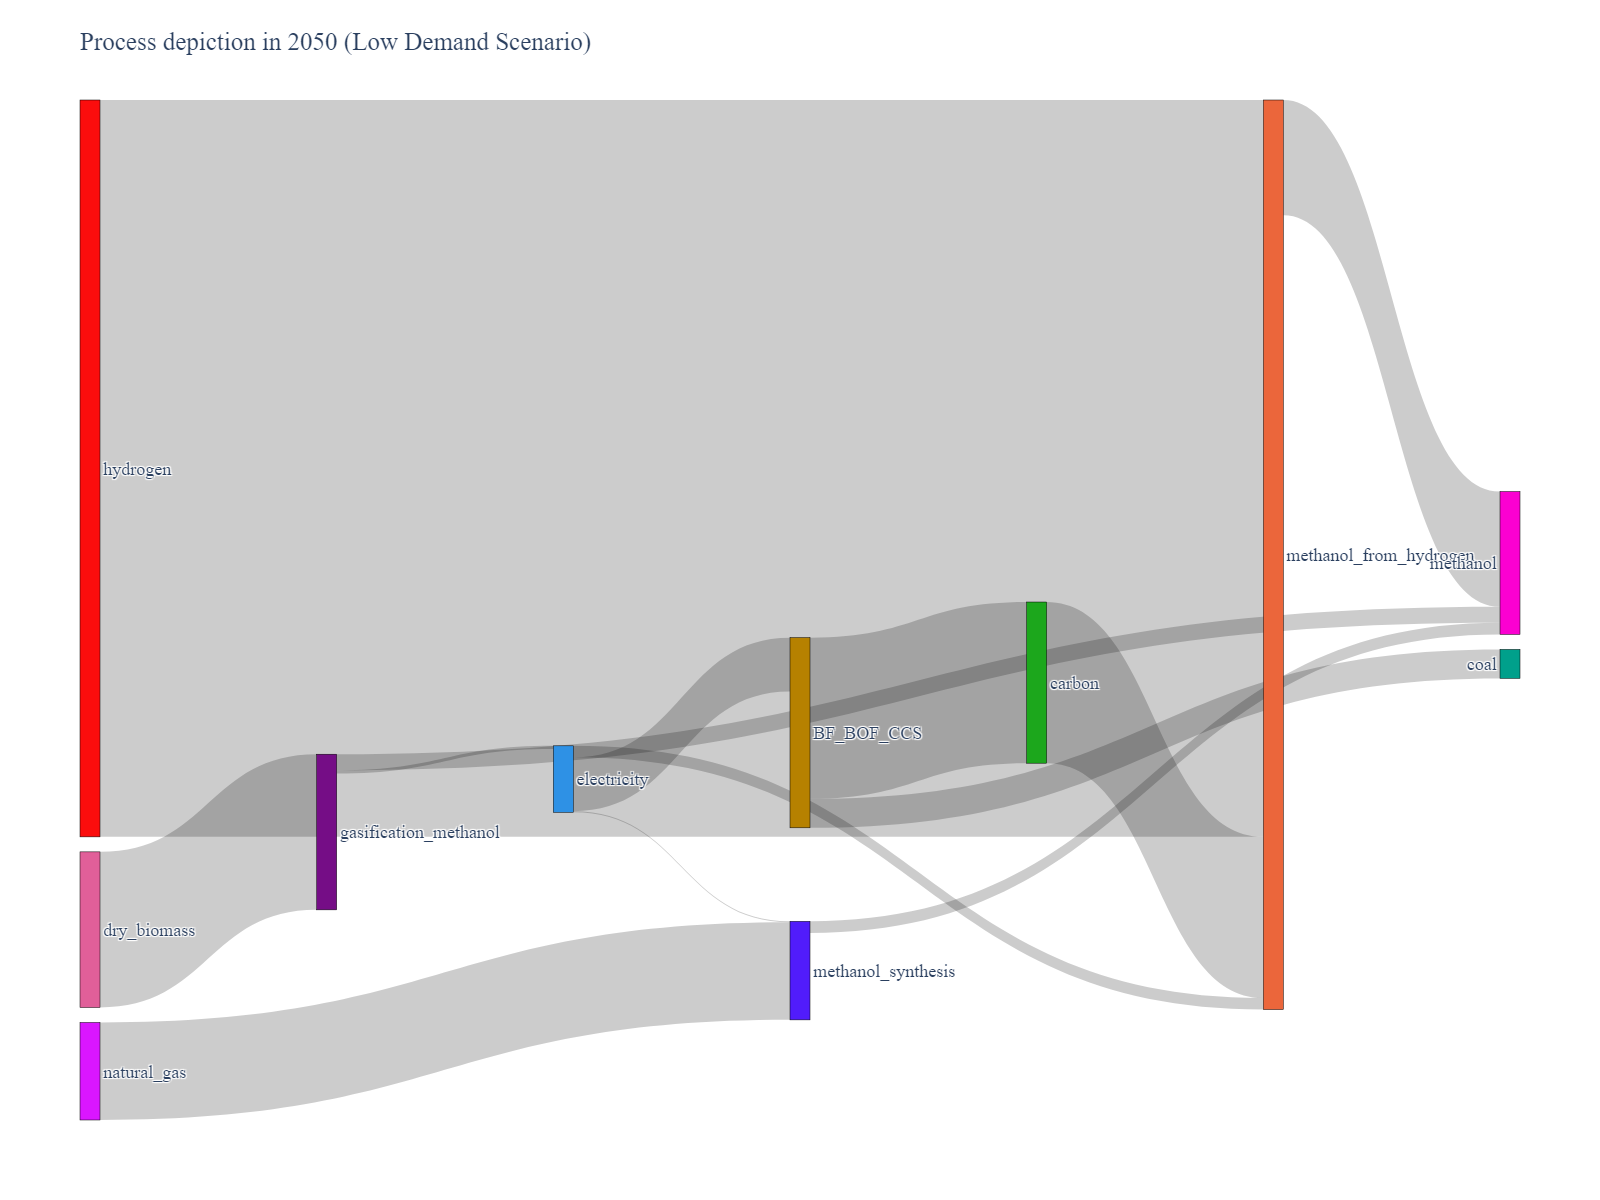 Process depiction in 2050 (Low Demand Scenario)
hydrogen
methanol_from_hydrogen
methanol
coal
carbon
BF_BOF_CCS
electricity
gasification_methanol
dry_biomass
methanol_synthesis
natural_gas